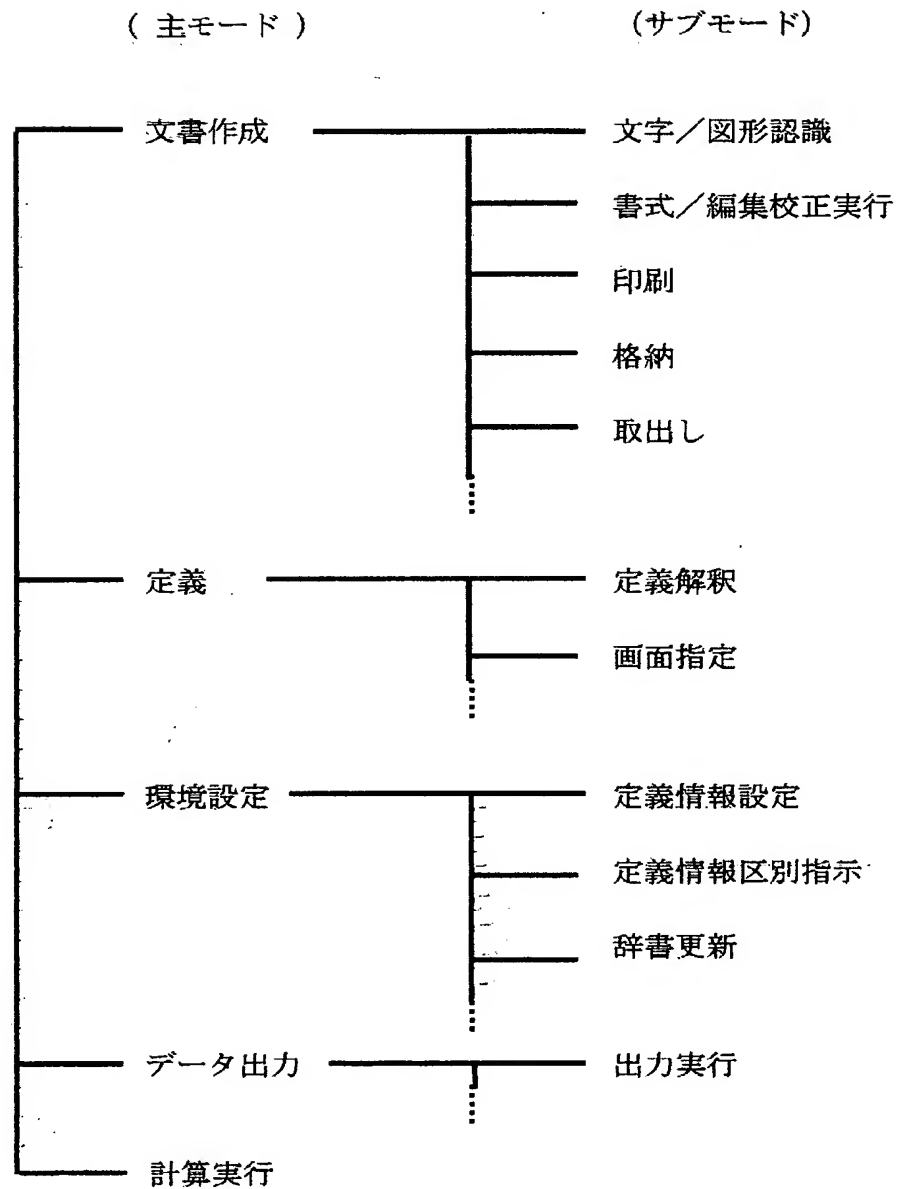 ( 主モード ) (サブモード)
文書作成 文字／図形認識
書式／編集校正実行
印刷
格納
取出し
定義 定義解釈
画面指定
環境設定 定義情報設定
定義情報区別指示
辞書更新
データ出力 出力実行
計算実行